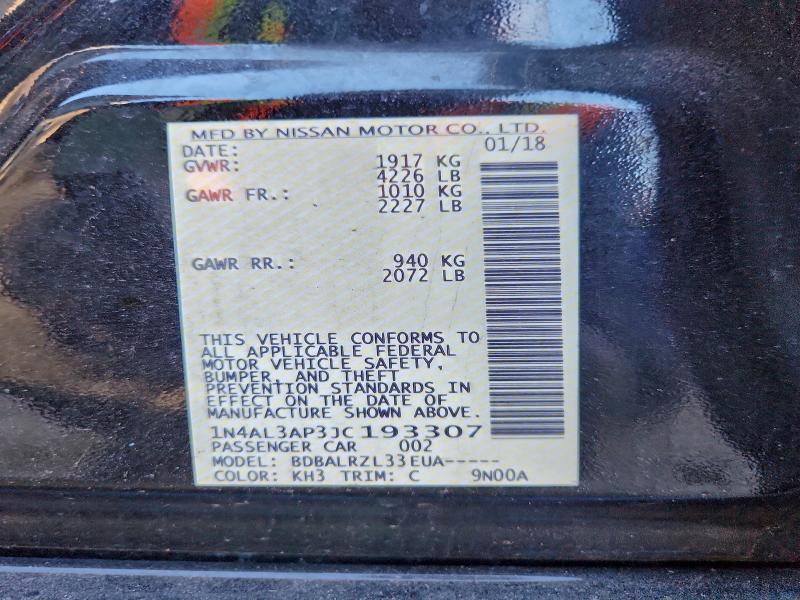 MFD BY NISSAN MOTOR CO., LTD.
DATE: 01/18
GVWR: 1917 KG
4226 LB
GAWR FR.: 1010 KG
2227 LB
GAWR RR.: 940 KG
2072 LB
THIS VEHICLE CONFORMS TO
ALL APPLICABLE FEDERAL
MOTOR VEHICLE SAFETY,
BUMPER, AND THEFT
PREVENTION STANDARDS IN
EFFECT ON THE DATE OF
MANUFACTURE SHOWN ABOVE.
1N4AL3AP3JC193307
PASSENGER CAR 002
MODEL: BDBALRZL33EUA-----
COLOR: KH3 TRIM: C 9N00A